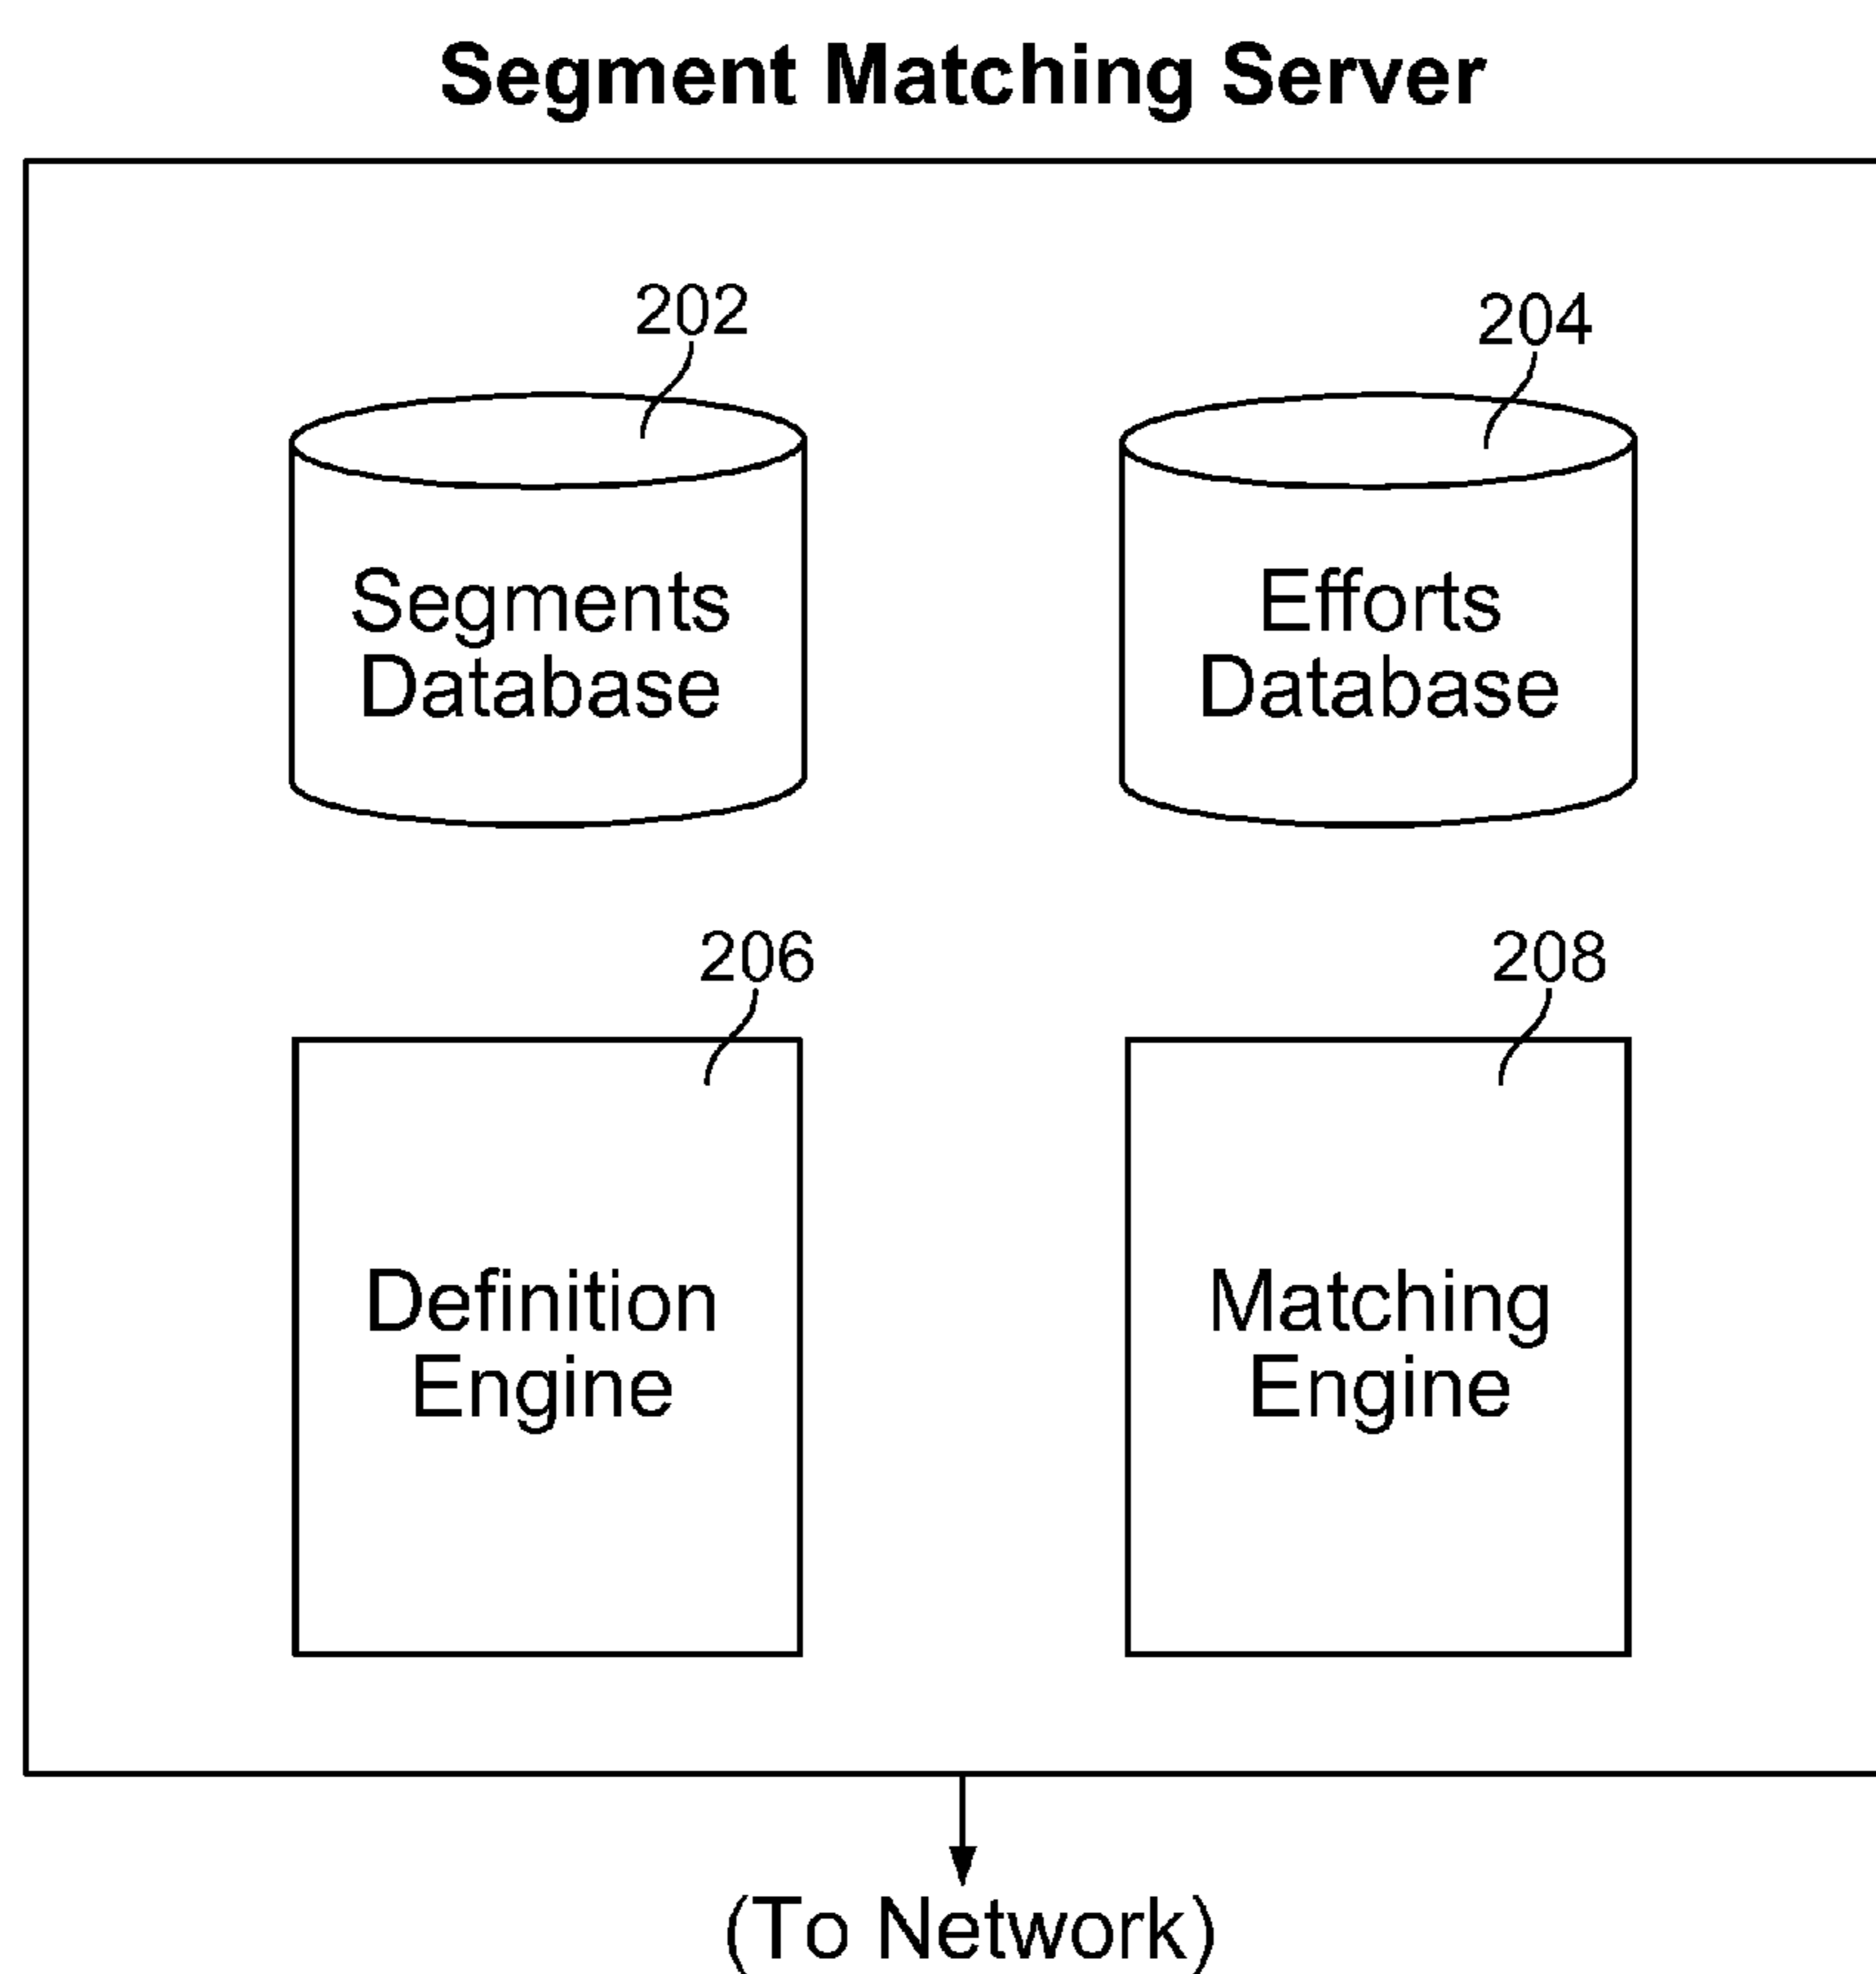 Segment Matching Server
202
204
Segments
Database
Efforts
Database
206
208
Definition
Engine
Matching
Engine
(To Network)